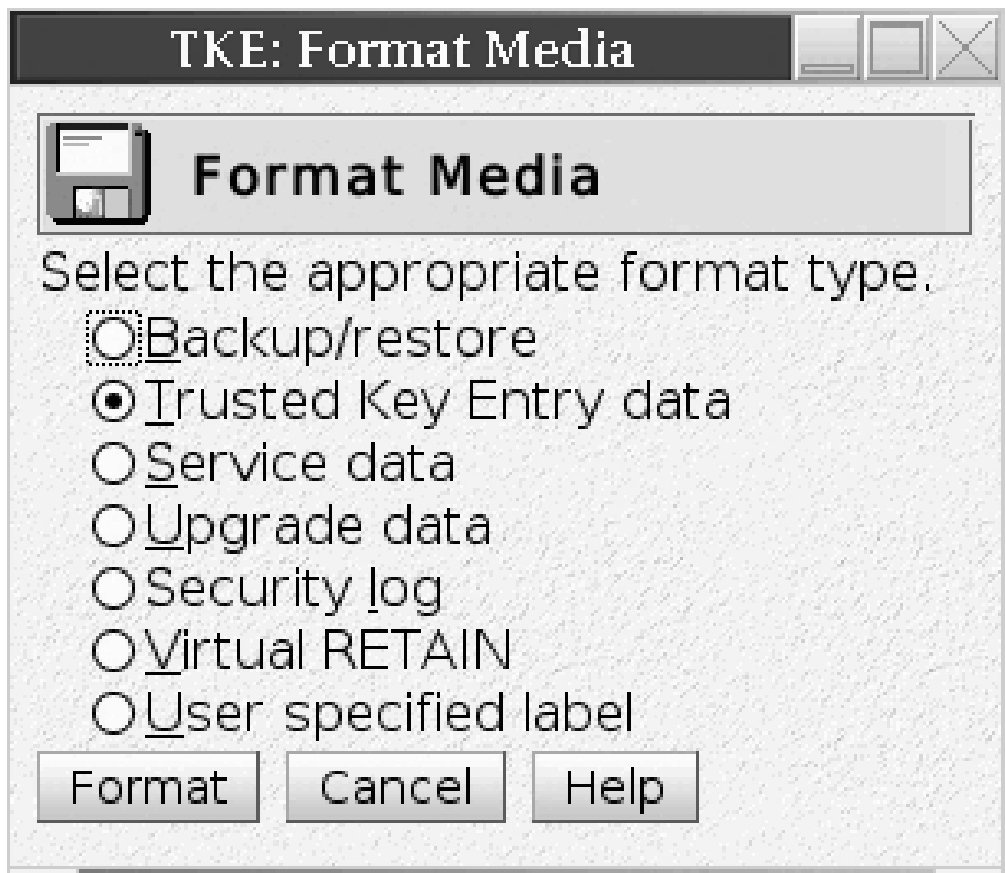 TKE: Format Media
Format Media
Select the appropriate format type.
Backup/restore
Trusted Key Entry data
Service data
Upgrade data
Security log
Virtual RETAIN
User specified label
Format Cancel Help